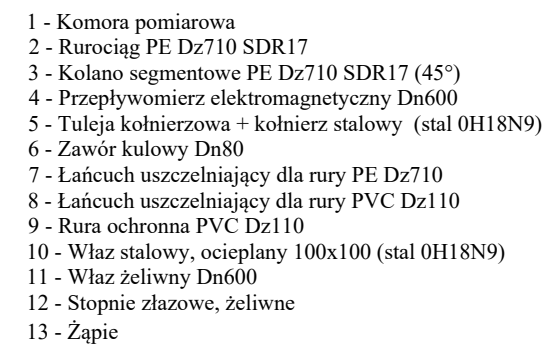 1 - Komora pomiarowa
2 - Rurociąg PE Dz710 SDR17
3 - Kolano segmentowe PE Dz710 SDR17 (45°)
4 - Przepływomierz elektromagnetyczny Dn600
5 - Tuleja kołnierzowa + kołnierz stalowy (stal 0H18N9)
6 - Zawór kulowy Dn80
7 - Łańcuch uszczelniający dla rury PE Dz710
8 - Łańcuch uszczelniający dla rury PVC Dz110
9 - Rura ochronna PVC Dz110
10 - Właz stalowy, ocieplany 100x100 (stal 0H18N9)
11 - Właz żeliwny Dn600
12 - Stopnie złazowe, żeliwne
13 - Żąpie